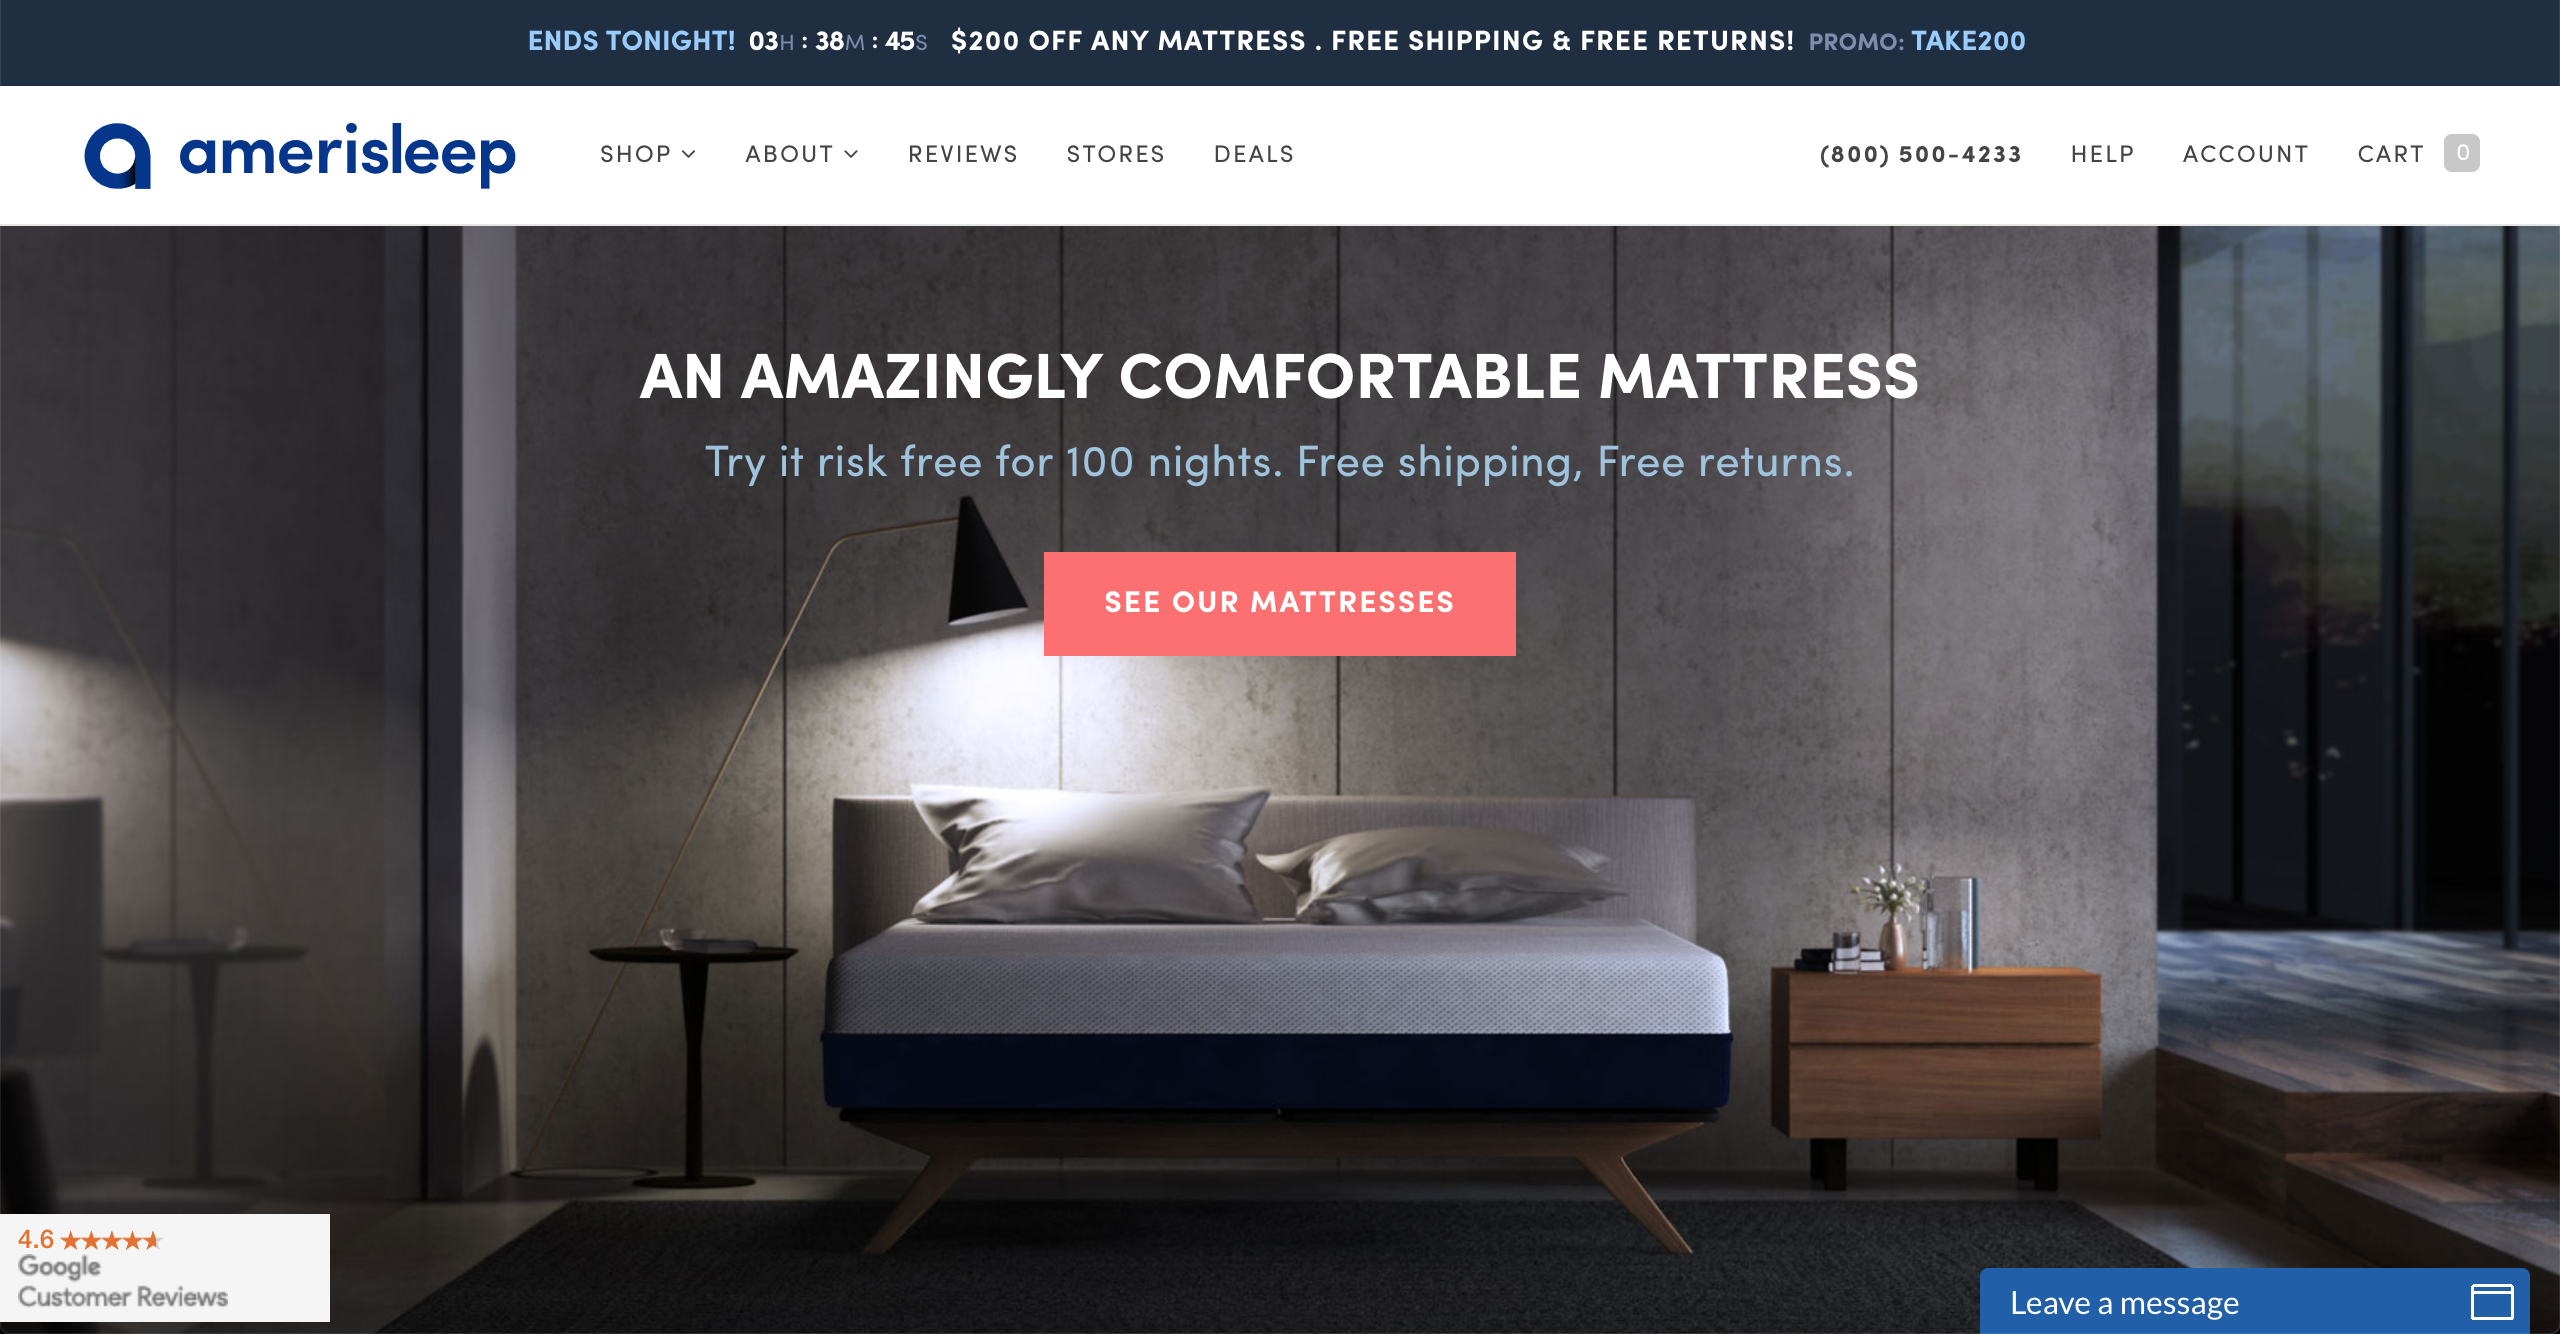 ENDS TONIGHT! 03H : 38M : 45S $200 OFF ANY MATTRESS . FREE SHIPPING & FREE RETURNS! PROMO: TAKE200
a amerisleep SHOP ABOUT REVIEWS STORES DEALS (800) 500-4233 HELP ACCOUNT CART 0
AN AMAZINGLY COMFORTABLE MATTRESS
Try it risk free for 100 nights. Free shipping, Free returns.
SEE OUR MATTRESSES
4.6
Google
Customer Reviews
Leave a message